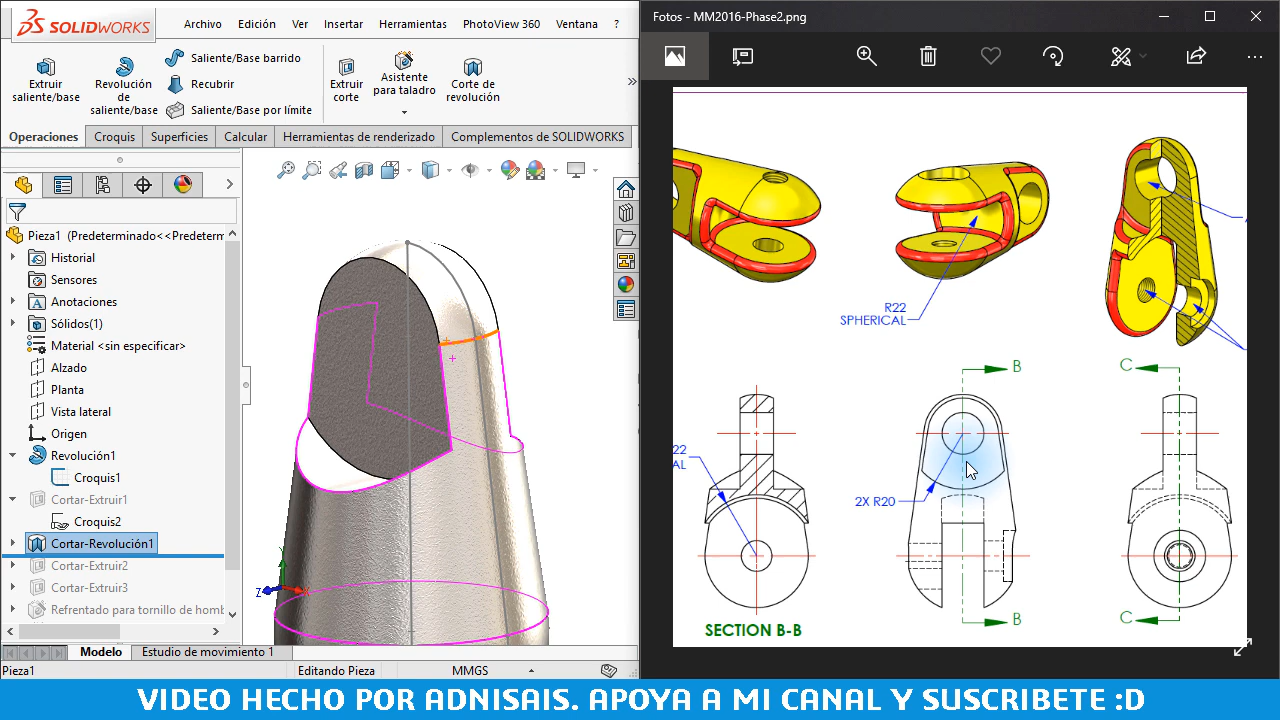 SOLIDWORKS
Archivo Edición Ver Insertar Herramientas PhotoView 360 Ventana ?
Extruir saliente/base
Revolución de saliente/base
Saliente/Base barrido
Recubrir
Saliente/Base por límite
Extruir corte
Asistente para taladro
Corte de revolución
Operaciones Croquis Superficies Calcular Herramientas de renderizado Complementos de SOLIDWORKS
Pieza1 (Predeterminado<<Predeterm
Historial
Sensores
Anotaciones
Sólidos(1)
Material <sin especificar>
Alzado
Planta
Vista lateral
Origen
Revolución1
Croquis1
Cortar-Extruir1
Croquis2
Cortar-Revolución1
Cortar-Extruir2
Cortar-Extruir3
Refrentado para tornillo de homb
Y
Z
X
Modelo Estudio de movimiento 1
Pieza1 Editando Pieza MMGS
Fotos - MM2016-Phase2.png
R22
SPHERICAL
B
C
22
AL
2X R20
B
C
SECTION B-B
VIDEO HECHO POR ADNISAIS. APOYA A MI CANAL Y SUSCRIBETE :D